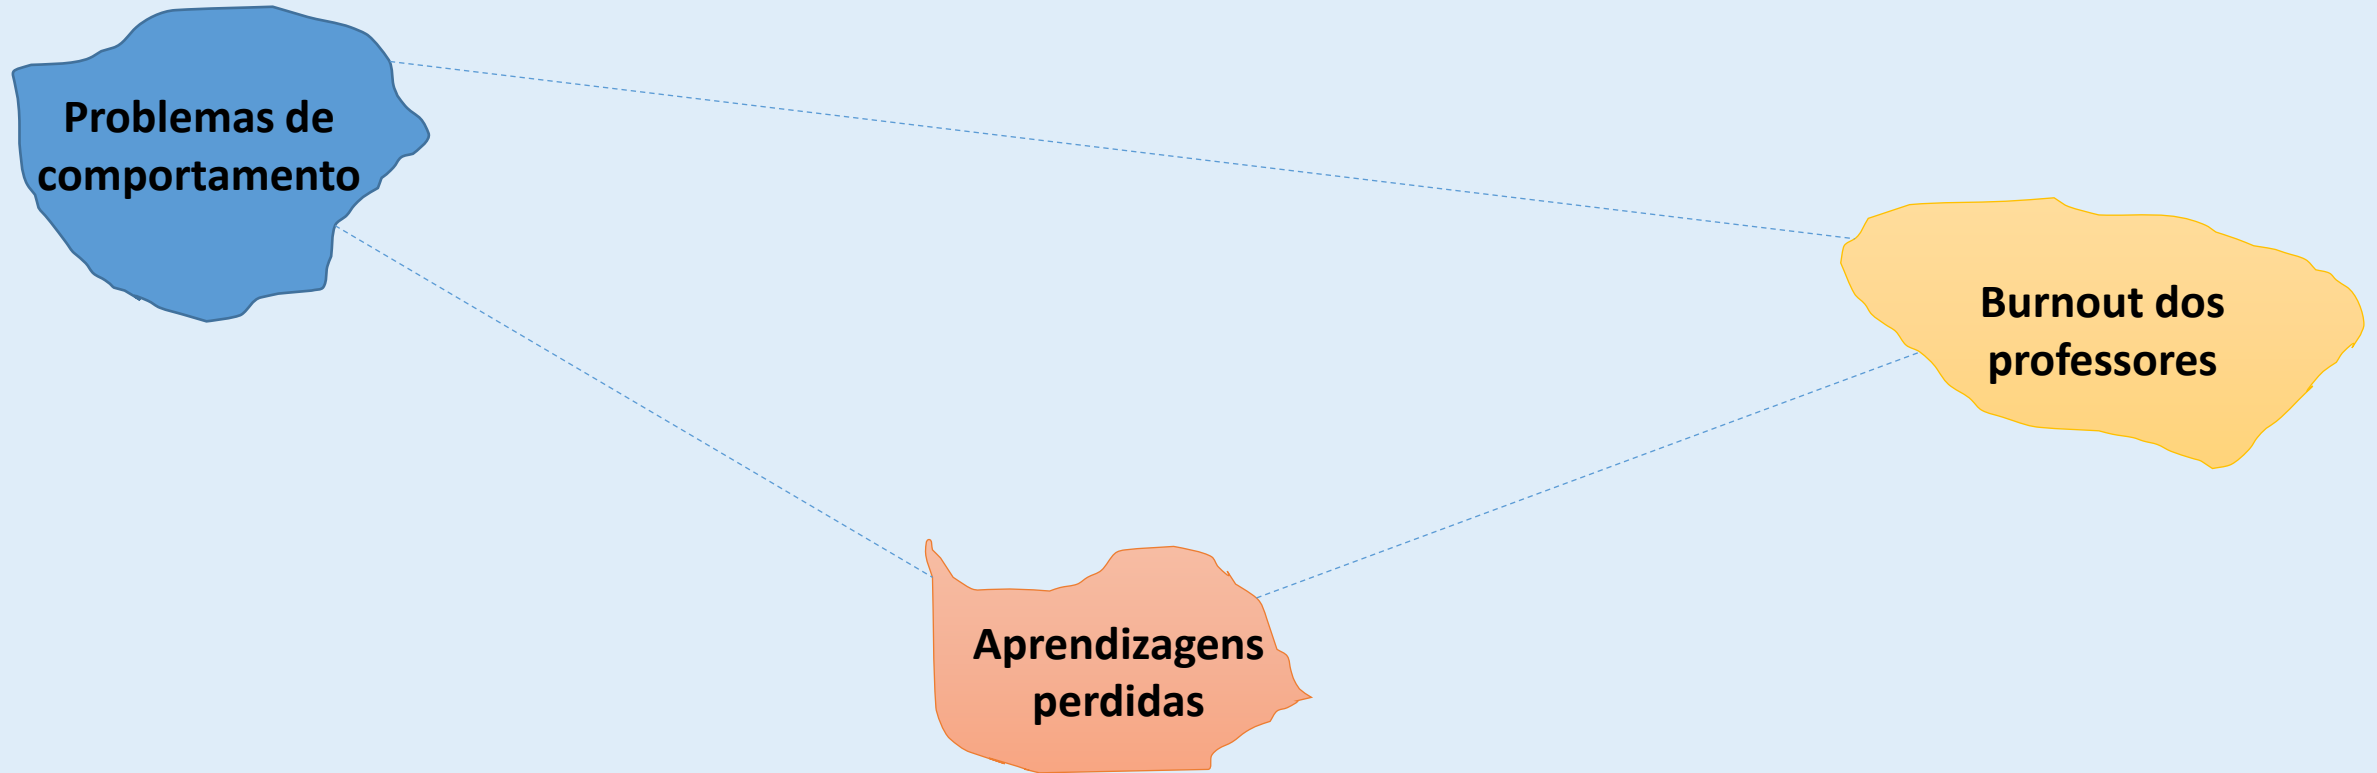 Problemas de
comportamento
Burnout dos
professores
Aprendizagens
perdidas